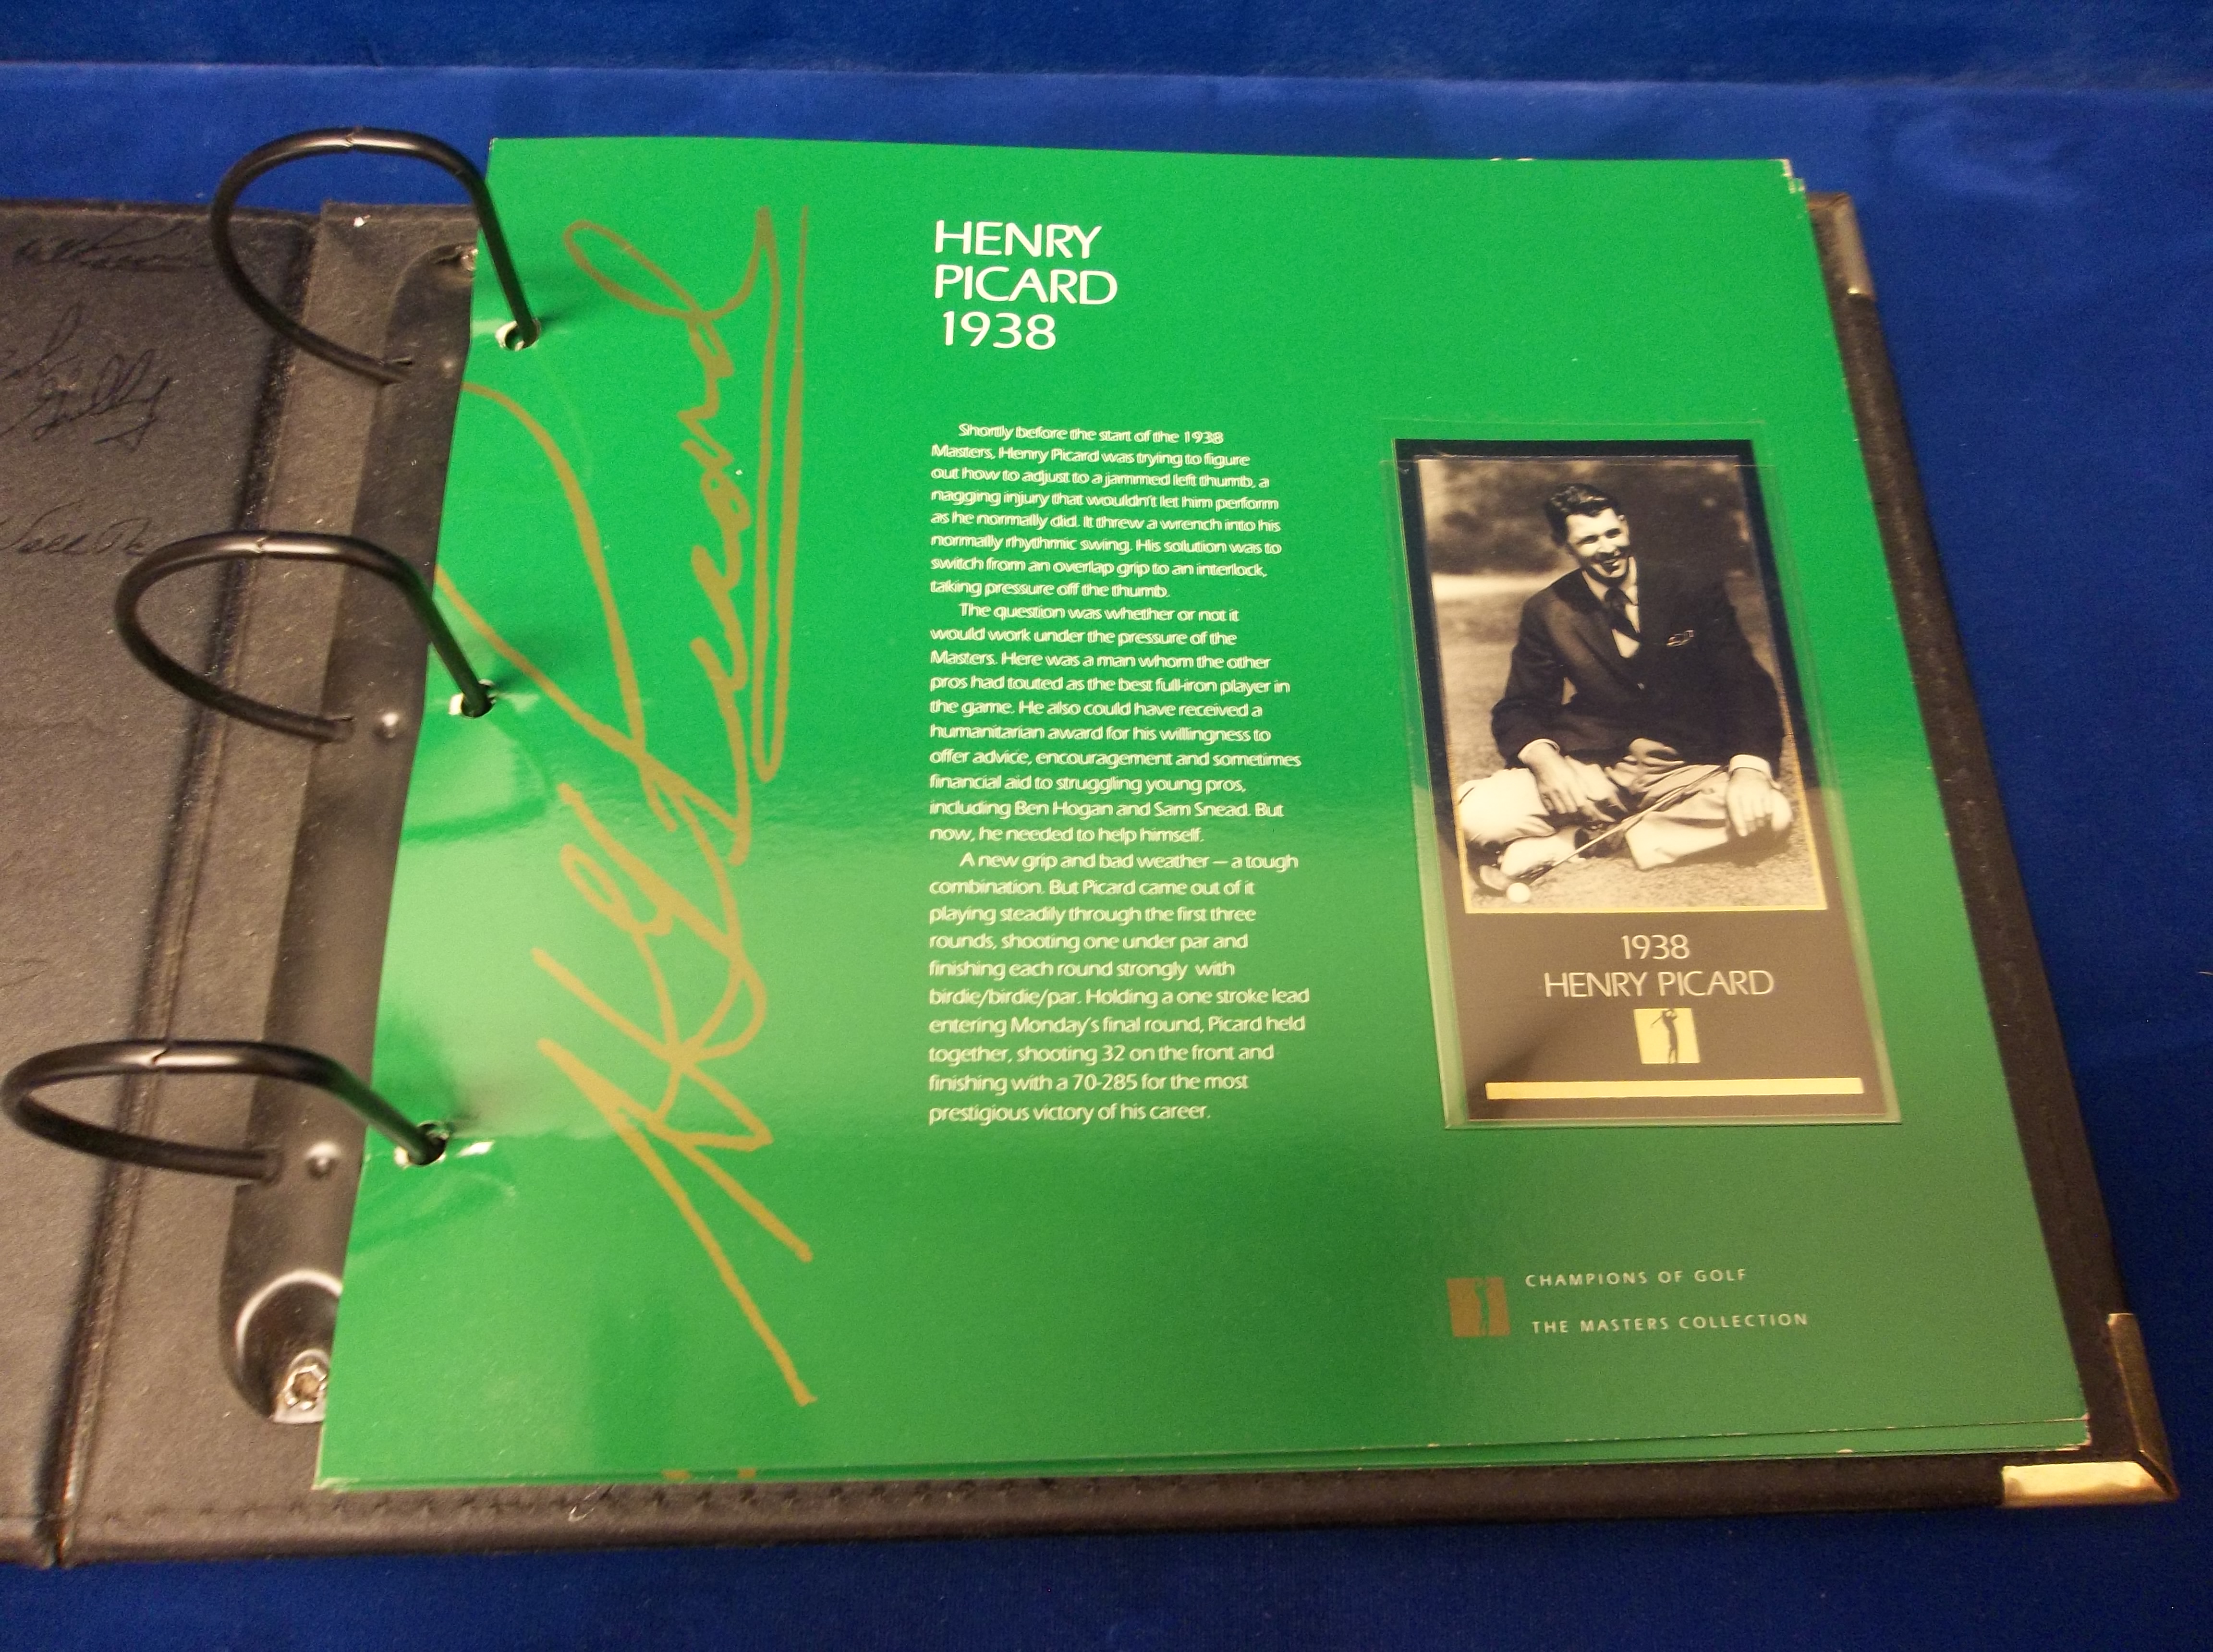 HENRY
PICARD
1938
Shortly before the start of the 1938
Masters, Henry Picard was trying to figure
out how to adjust to a jammed left thumb, a
nagging injury that wouldn't let him perform
as he normally did. It threw a wrench into his
normally rhythmic swing. His solution was to
switch from an overlap grip to an interlock,
taking pressure off the thumb.
The question was whether or not it
would work under the pressure of the
Masters. Here was a man whom the other
pros had touted as the best full-iron player in
the game. He also could have received a
humanitarian award for his willingness to
offer advice, encouragement and sometimes
financial aid to struggling young pros,
including Ben Hogan and Sam Snead. But
now, he needed to help himself.
A new grip and bad weather — a tough
combination. But Picard came out of it
playing steadily through the first three
rounds, shooting one under par and
finishing each round strongly with
birdie/birdie/par. Holding a one stroke lead
entering Monday's final round, Picard held
together, shooting 32 on the front and
finishing with a 70-285 for the most
prestigious victory of his career.
1938
HENRY PICARD
CHAMPIONS OF GOLF
THE MASTERS COLLECTION